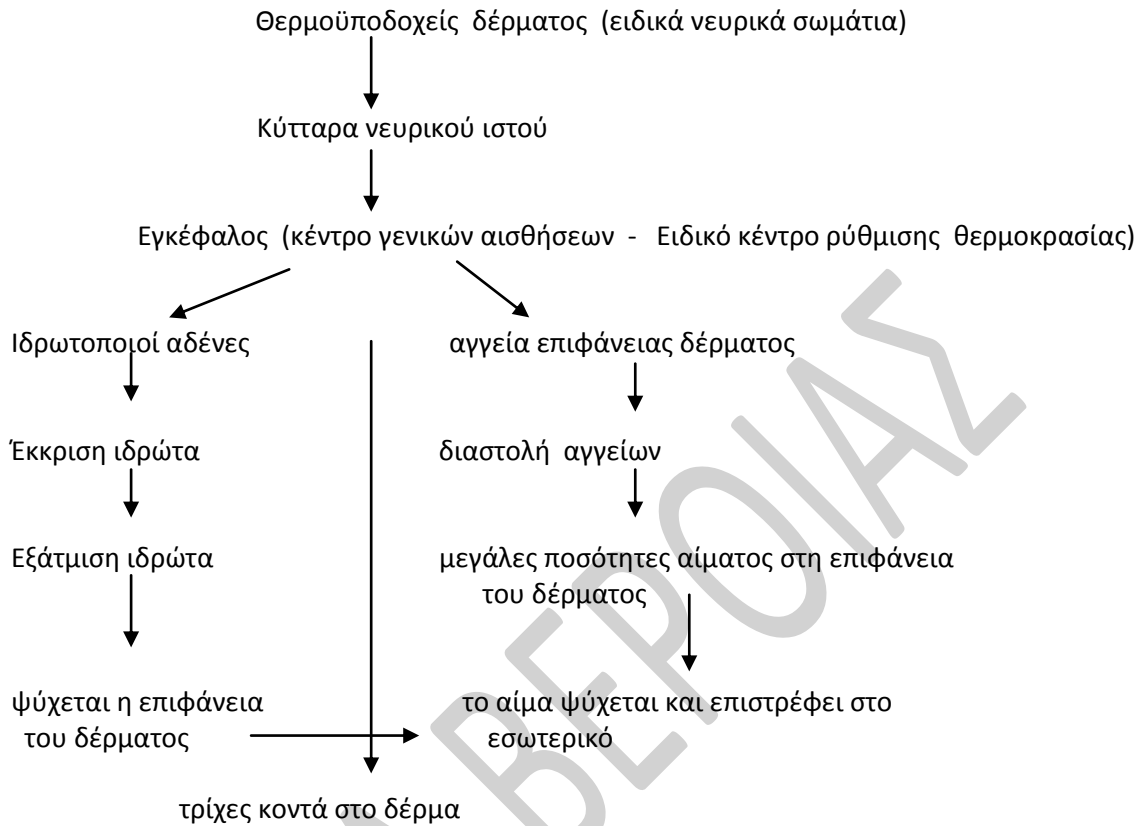 Θερμοϋποδοχείς δέρματος (ειδικά νευρικά σωμάτια)
Κύτταρα νευρικού ιστού
Εγκέφαλος (κέντρο γενικών αισθήσεων - Ειδικό κέντρο ρύθμισης θερμοκρασίας)
Ιδρωτοποιοί αδένες
αγγεία επιφάνειας δέρματος
Έκκριση ιδρώτα
διαστολή αγγείων
Εξάτμιση ιδρώτα
μεγάλες ποσότητες αίματος στη επιφάνεια
του δέρματος
ψύχεται η επιφάνεια
του δέρματος
το αίμα ψύχεται και επιστρέφει στο
εσωτερικό
τρίχες κοντά στο δέρμα
ΒΕΡΟΙΑΣ